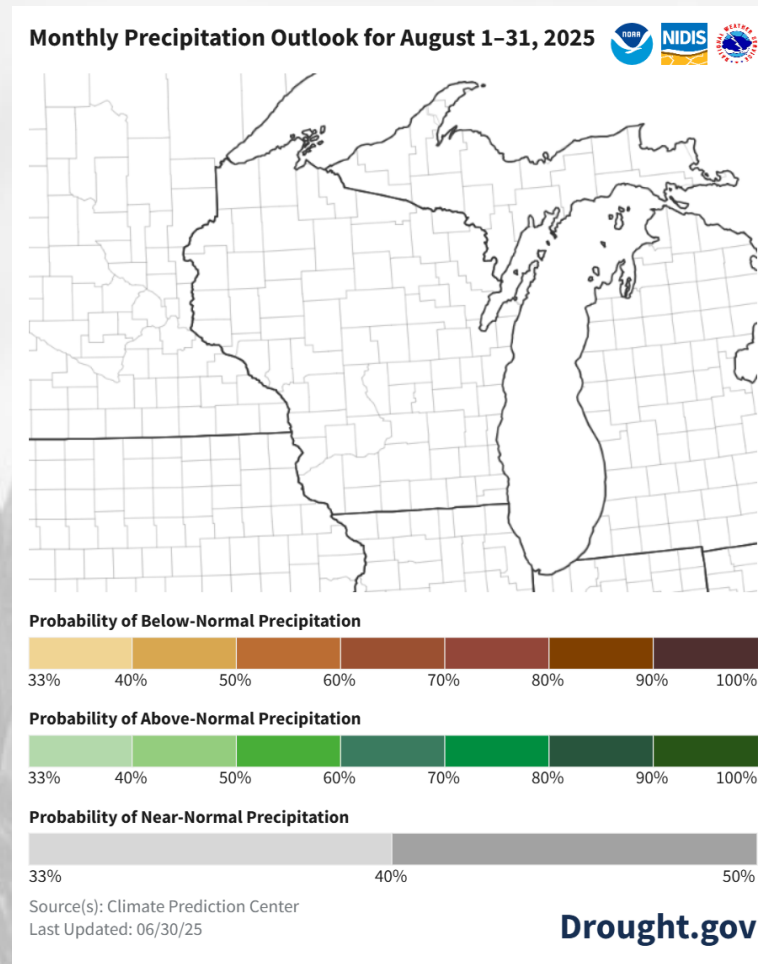 Monthly Precipitation Outlook for August 1–31, 2025
NOAA
NIDIS
Probability of Below-Normal Precipitation
33% 40% 50% 60% 70% 80% 90% 100%
Probability of Above-Normal Precipitation
33% 40% 50% 60% 70% 80% 90% 100%
Probability of Near-Normal Precipitation
33% 40% 50%
Source(s): Climate Prediction Center
Last Updated: 06/30/25
Drought.gov